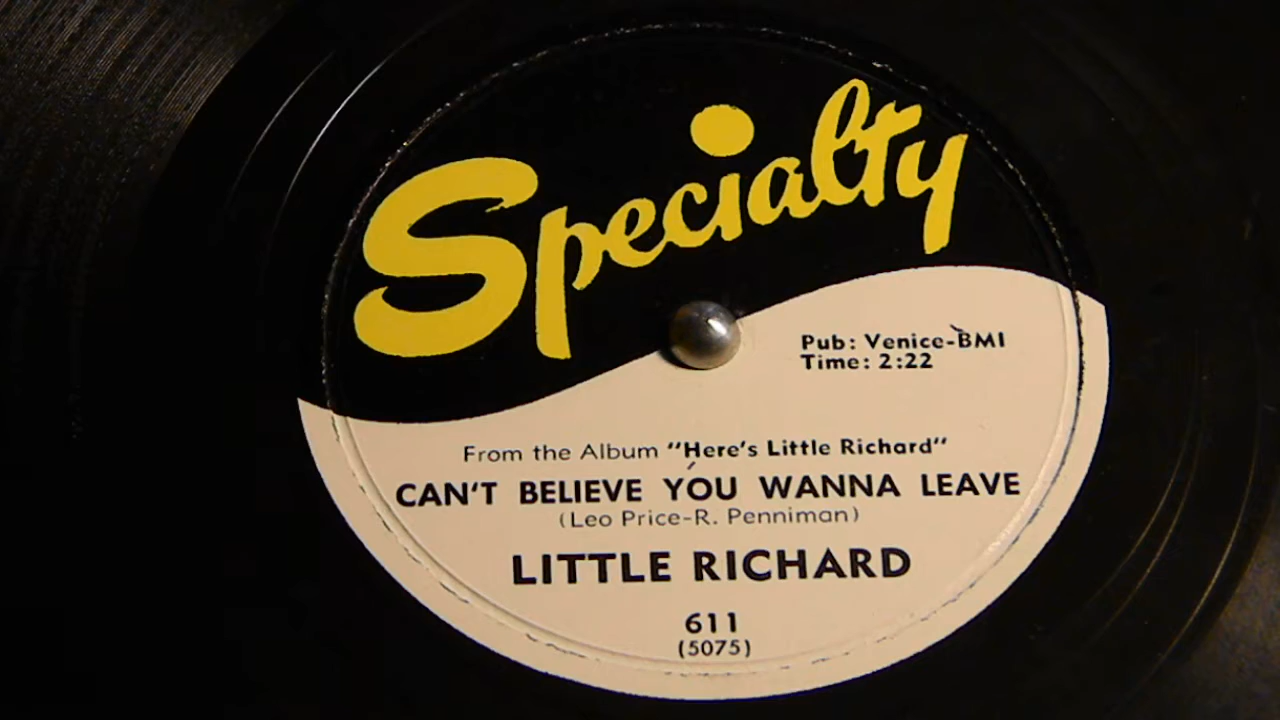 Specialty
Pub: Venice-BMI
Time: 2:22
From the Album "Here's Little Richard"
CAN'T BELIEVE YOU WANNA LEAVE
(Leo Price-R. Penniman)
LITTLE RICHARD
611
(5075)